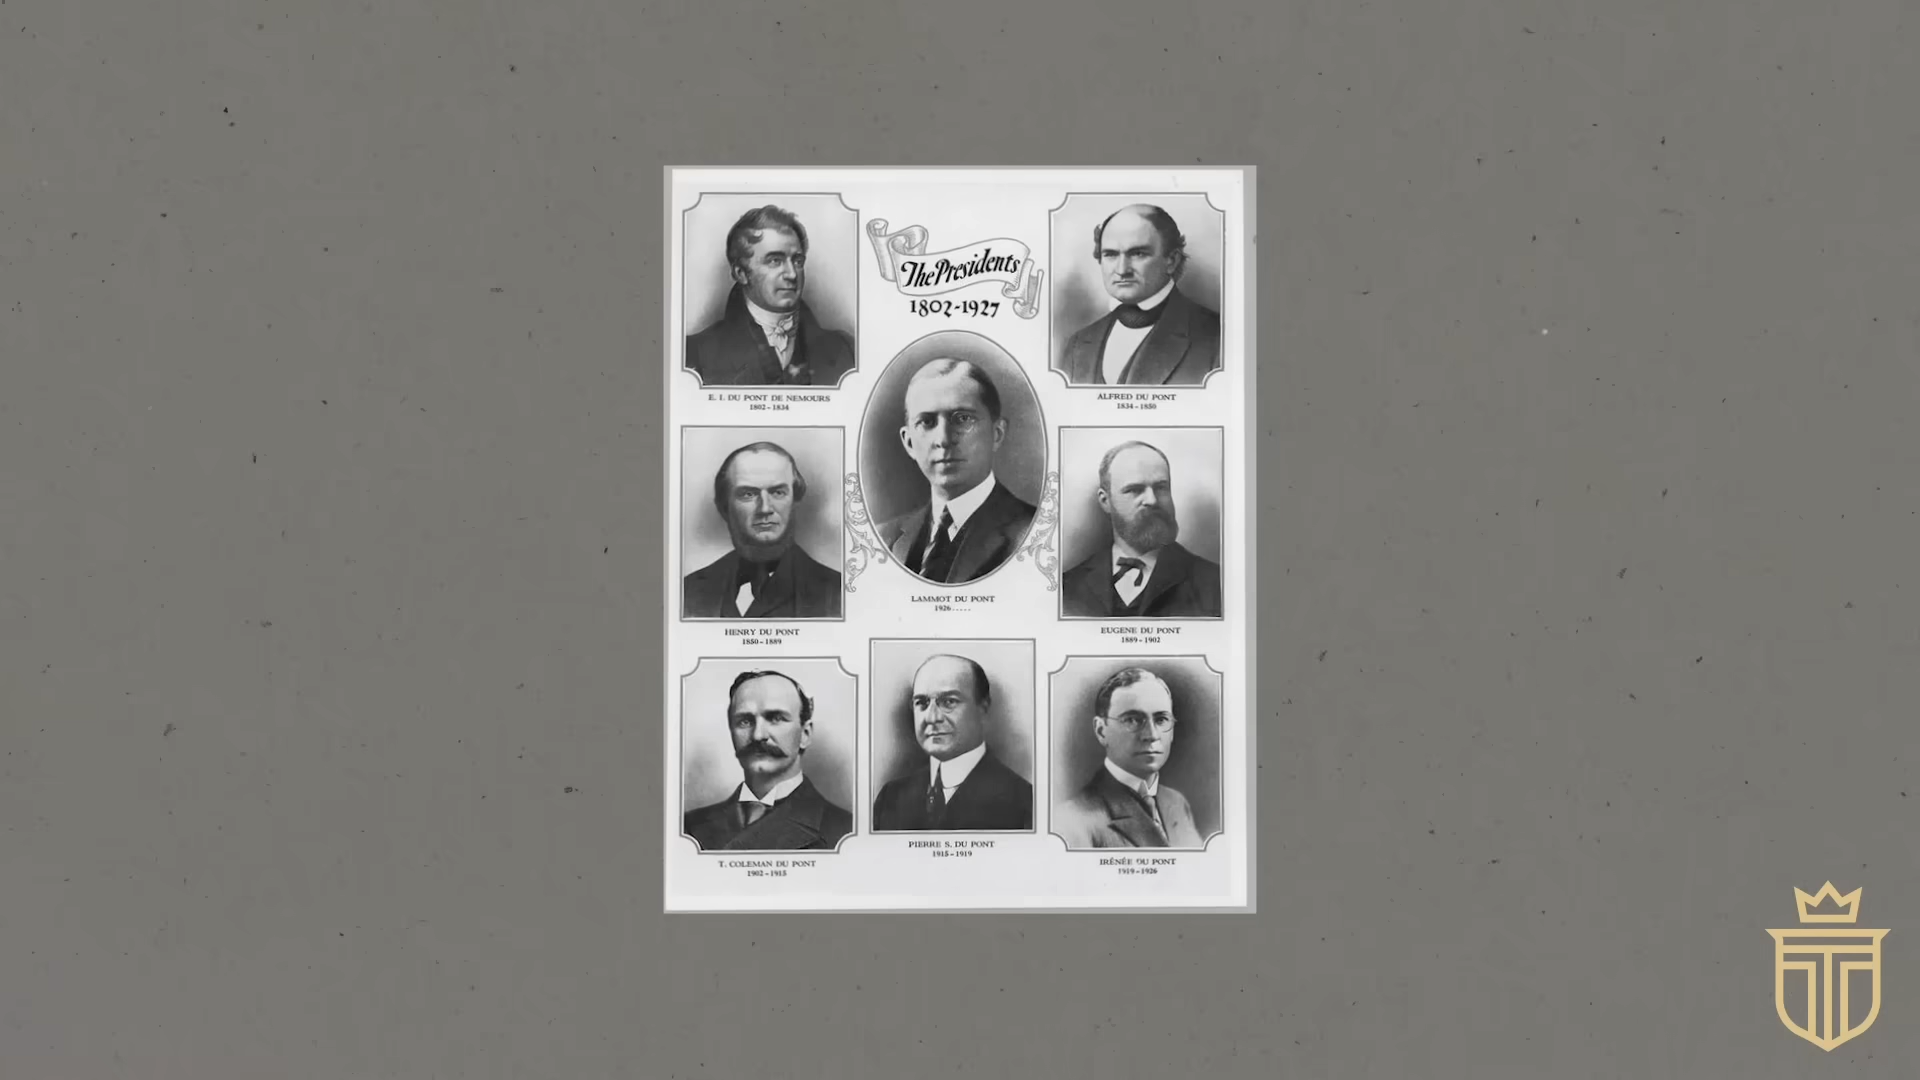 The Presidents
1802-1927
E. I. DU PONT DE NEMOURS
1802-1834
ALFRED DU PONT
1834-1850
LAMMOT DU PONT
1926.....
HENRY DU PONT
1850-1889
EUGENE DU PONT
1889-1902
T. COLEMAN DU PONT
1902-1915
PIERRE S. DU PONT
1915-1919
IRÉNÉE DU PONT
1919-1926